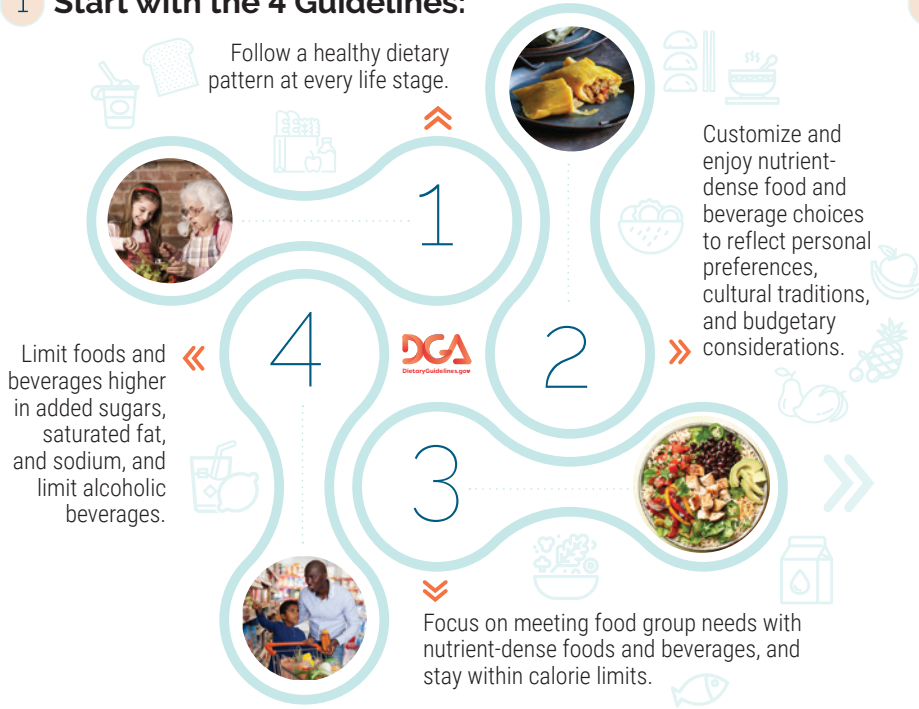 1 Start with the 4 Guidelines:
Follow a healthy dietary
pattern at every life stage.
1
Customize and
enjoy nutrient-
dense food and
beverage choices
to reflect personal
preferences,
cultural traditions,
and budgetary
considerations.
2
4
DGA
DietaryGuidelines.gov
Limit foods and
beverages higher
in added sugars,
saturated fat,
and sodium, and
limit alcoholic
beverages.
3
Focus on meeting food group needs with
nutrient-dense foods and beverages, and
stay within calorie limits.